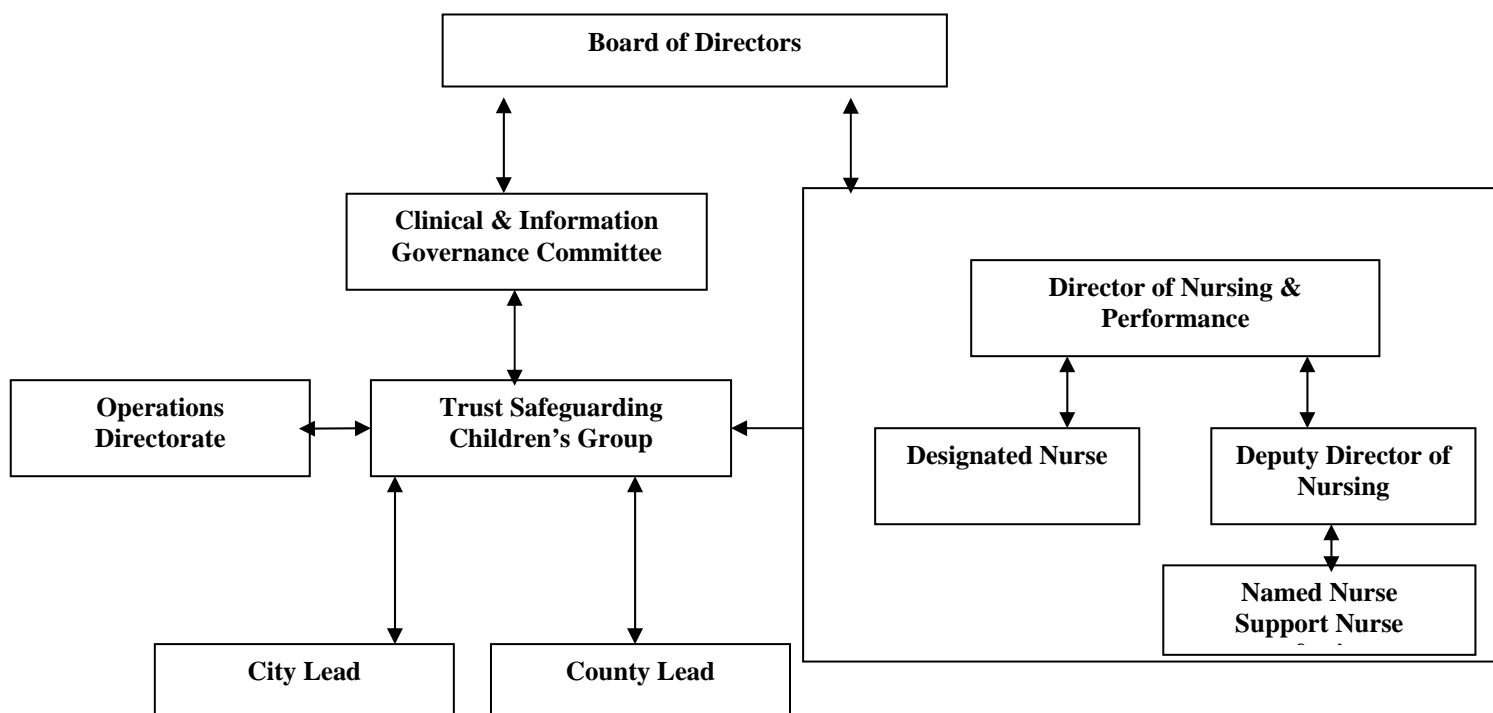 Board of Directors
Clinical & Information
Governance Committee
Director of Nursing &
Performance
Operations
Directorate
Trust Safeguarding
Children’s Group
Designated Nurse
Deputy Director of
Nursing
Named Nurse
Support Nurse
City Lead
County Lead